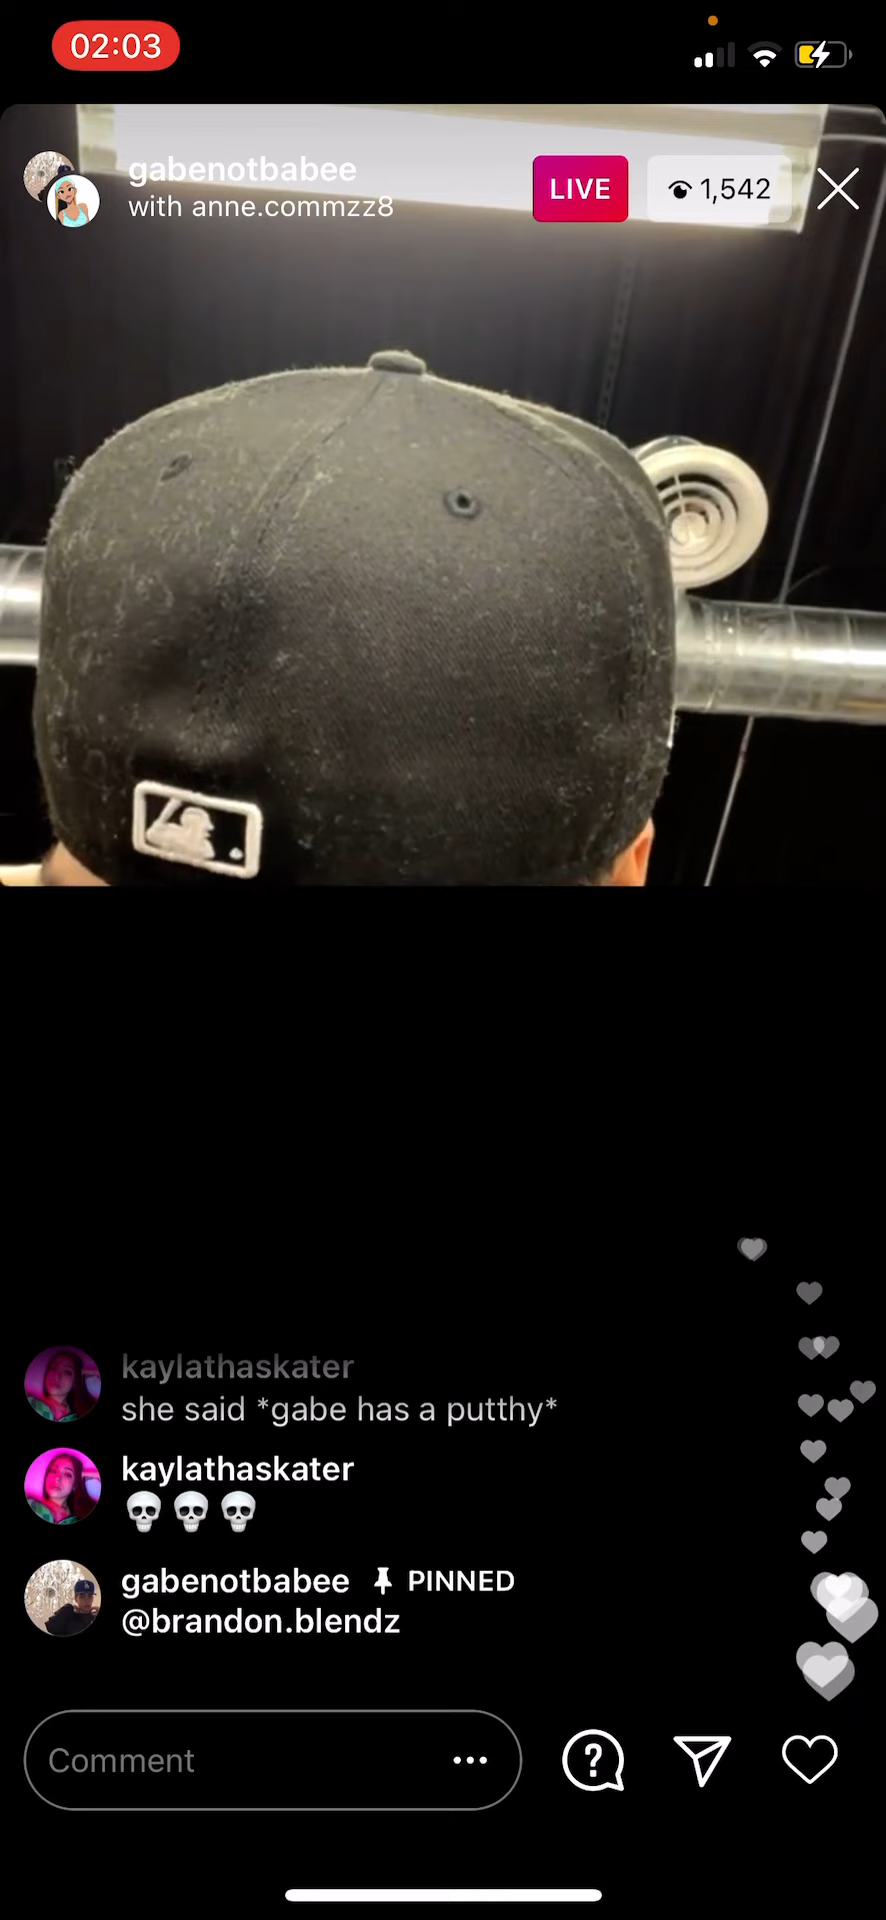 02:03
gabenotbabee
with anne.commzz8
LIVE
1,542
kaylathaskater
she said *gabe has a putthy*
kaylathaskater
💀💀💀
gabenotbabee PINNED
@brandon.blendz
Comment